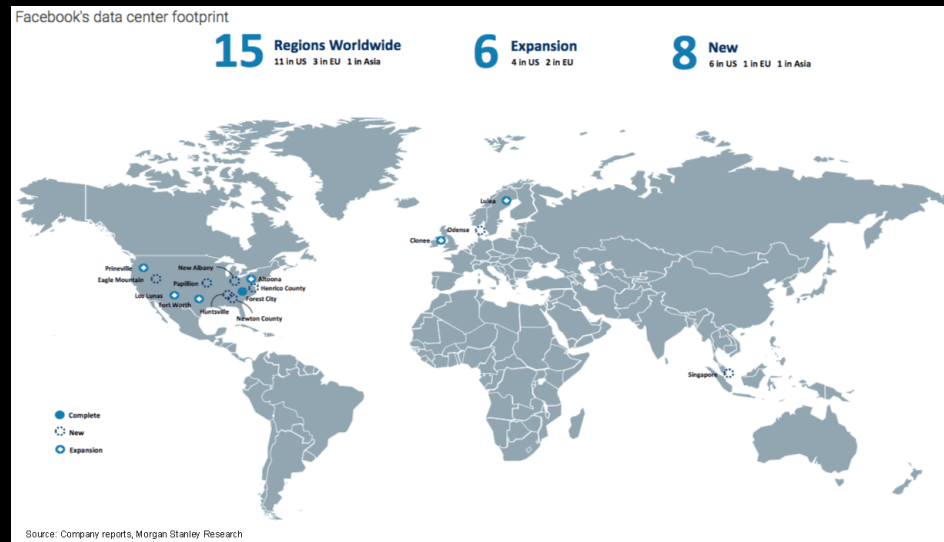 Facebook's data center footprint
15 Regions Worldwide
11 in US 3 in EU 1 in Asia
6 Expansion
4 in US 2 in EU
8 New
6 in US 1 in EU 1 in Asia
Lulea
Odense
Clonee
Prineville
New Albany
Altoona
Eagle Mountain
Papillion
Henrico County
Los Lunas
Forest City
Fort Worth
Huntsville
Newton County
Singapore
Complete
New
Expansion
Source: Company reports, Morgan Stanley Research